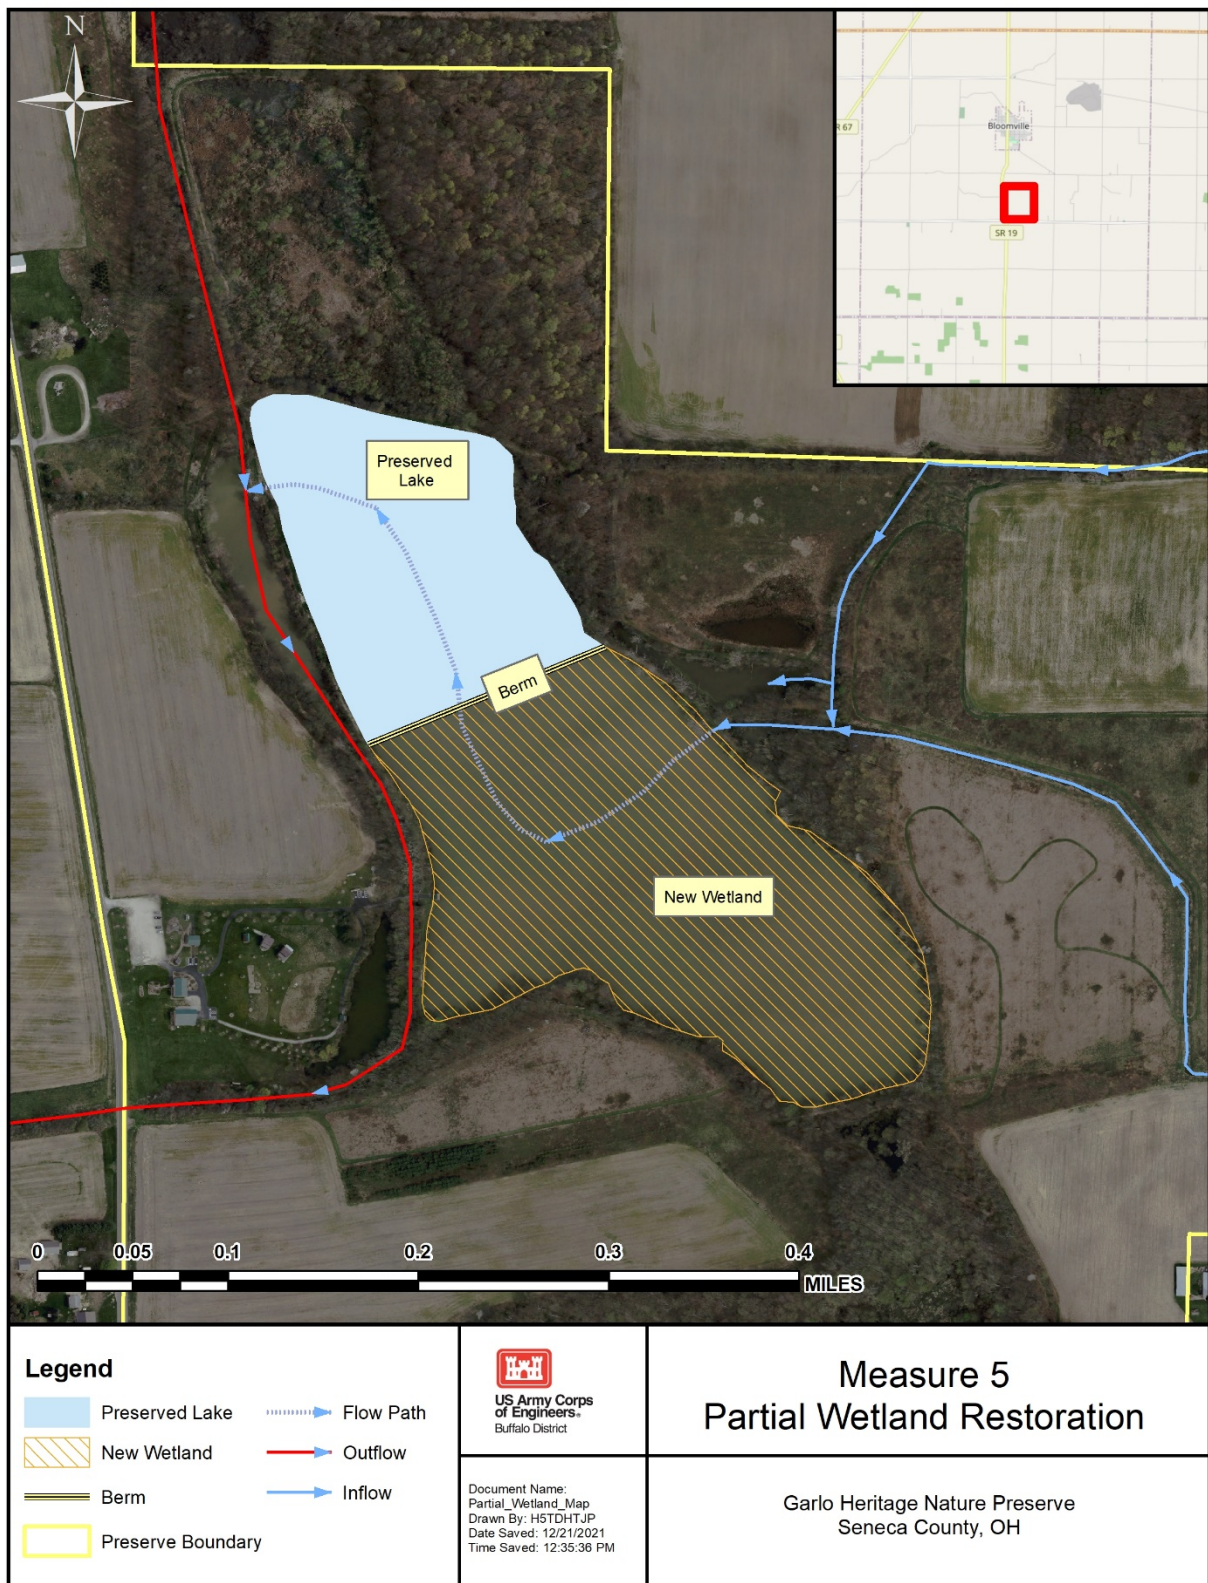 N
R 67
Bloomville
SR 19
Preserved
Lake
Berm
New Wetland
0 0.05 0.1 0.2 0.3 0.4
MILES
Legend
Preserved Lake
New Wetland
Berm
Preserve Boundary
Flow Path
Outflow
Inflow
US Army Corps
of Engineers®
Buffalo District
Document Name:
Partial_Wetland_Map
Drawn By: H5TDHTJP
Date Saved: 12/21/2021
Time Saved: 12:35:36 PM
Measure 5
Partial Wetland Restoration
Garlo Heritage Nature Preserve
Seneca County, OH